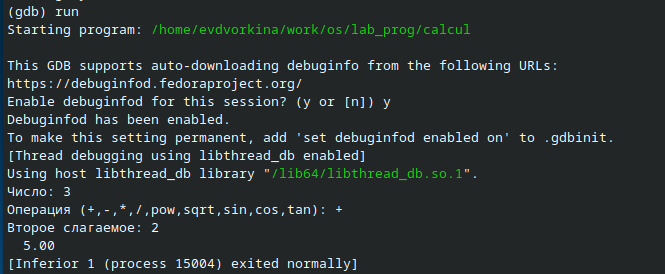 (gdb) run
Starting program: /home/evdvorkina/work/os/lab_prog/calcul
This GDB supports auto-downloading debuginfo from the following URLs:
https://debuginfod.fedoraproject.org/
Enable debuginfod for this session? (y or [n]) y
Debuginfod has been enabled.
To make this setting permanent, add 'set debuginfod enabled on' to .gdbinit.
[Thread debugging using libthread_db enabled]
Using host libthread_db library "/lib64/libthread_db.so.1".
Число: 3
Операция (+,-,*,/,pow,sqrt,sin,cos,tan): +
Второе слагаемое: 2
  5.00
[Inferior 1 (process 15004) exited normally]